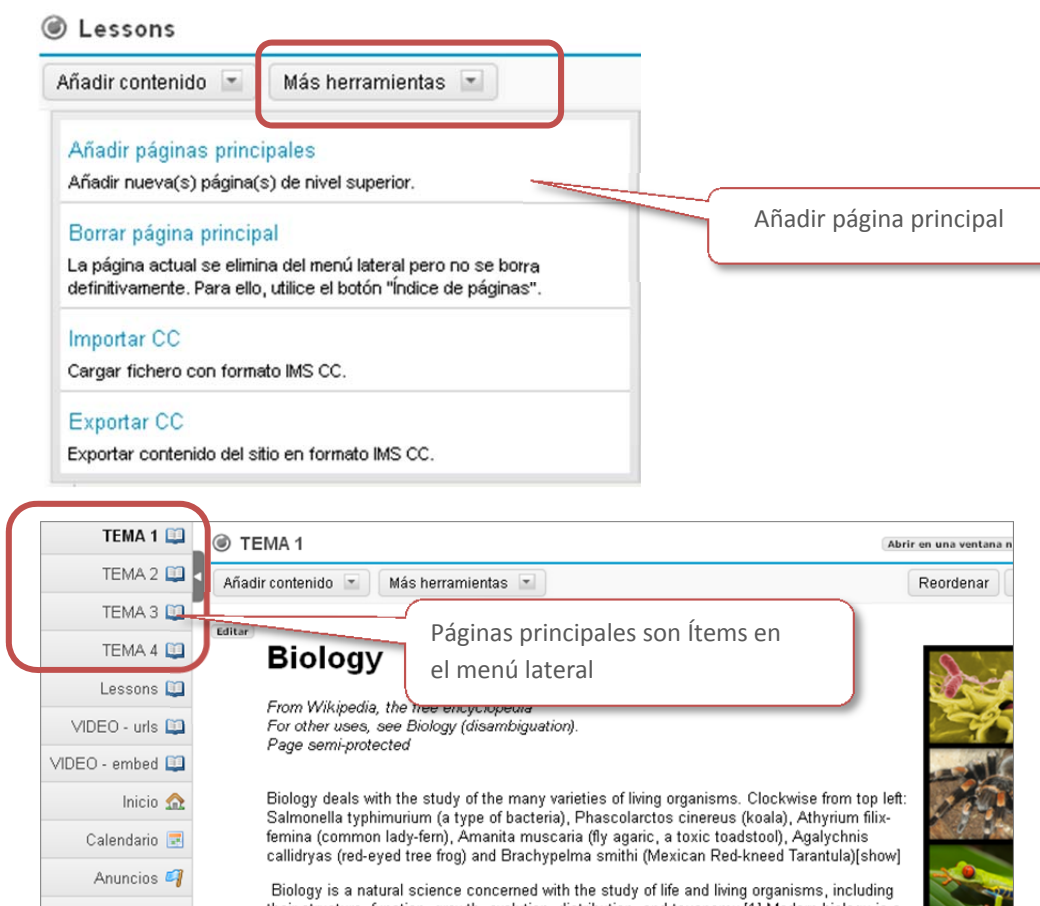 Lessons
Añadir contenido
Más herramientas
Añadir páginas principales
Añadir nueva(s) página(s) de nivel superior.
Añadir página principal
Borrar página principal
La página actual se elimina del menú lateral pero no se borra
definitivamente. Para ello, utilice el botón "Índice de páginas".
Importar CC
Cargar fichero con formato IMS CC.
Exportar CC
Exportar contenido del sitio en formato IMS CC.
TEMA 1
TEMA 2
TEMA 3
TEMA 4
Lessons
VIDEO - urls
VIDEO - embed
Inicio
Calendario
Anuncios
TEMA 1
Abrir en una ventana n
Añadir contenido
Más herramientas
Reordenar
Editar
Páginas principales son Ítems en
el menú lateral
Biology
From Wikipedia, the free encyclopedia
For other uses, see Biology (disambiguation).
Page semi-protected
Biology deals with the study of the many varieties of living organisms. Clockwise from top left:
Salmonella typhimurium (a type of bacteria), Phascolarctos cinereus (koala), Athyrium filix-
femina (common lady-fern), Amanita muscaria (fly agaric, a toxic toadstool), Agalychnis
callidryas (red-eyed tree frog) and Brachypelma smithi (Mexican Red-kneed Tarantula)[show]
Biology is a natural science concerned with the study of life and living organisms, including